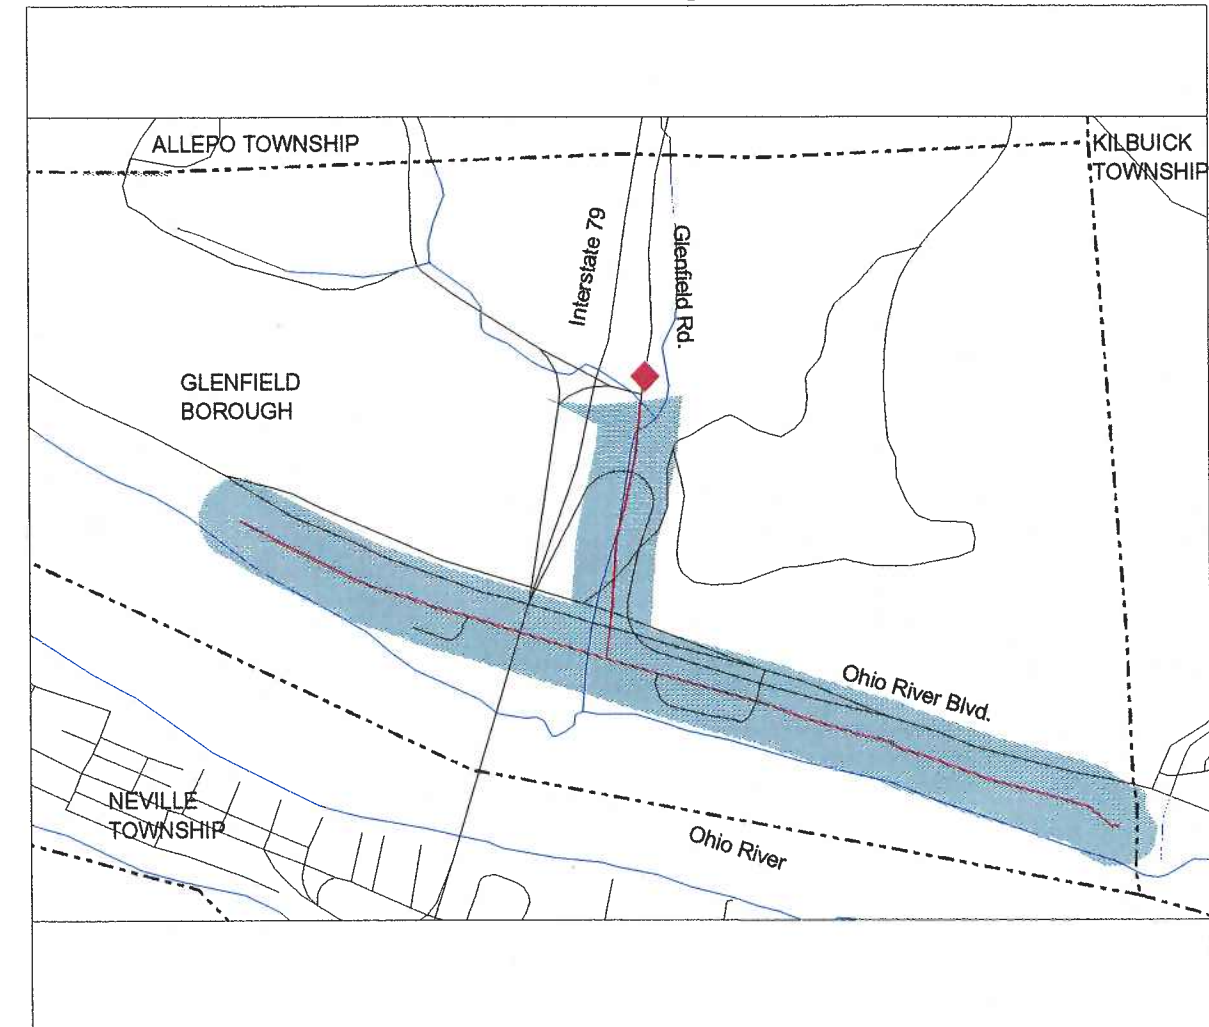 ALLEPO TOWNSHIP
KILBUICK
TOWNSHIP
Interstate 79
Glenfield Rd.
GLENFIELD
BOROUGH
Ohio River Blvd.
NEVILLE
TOWNSHIP
Ohio River